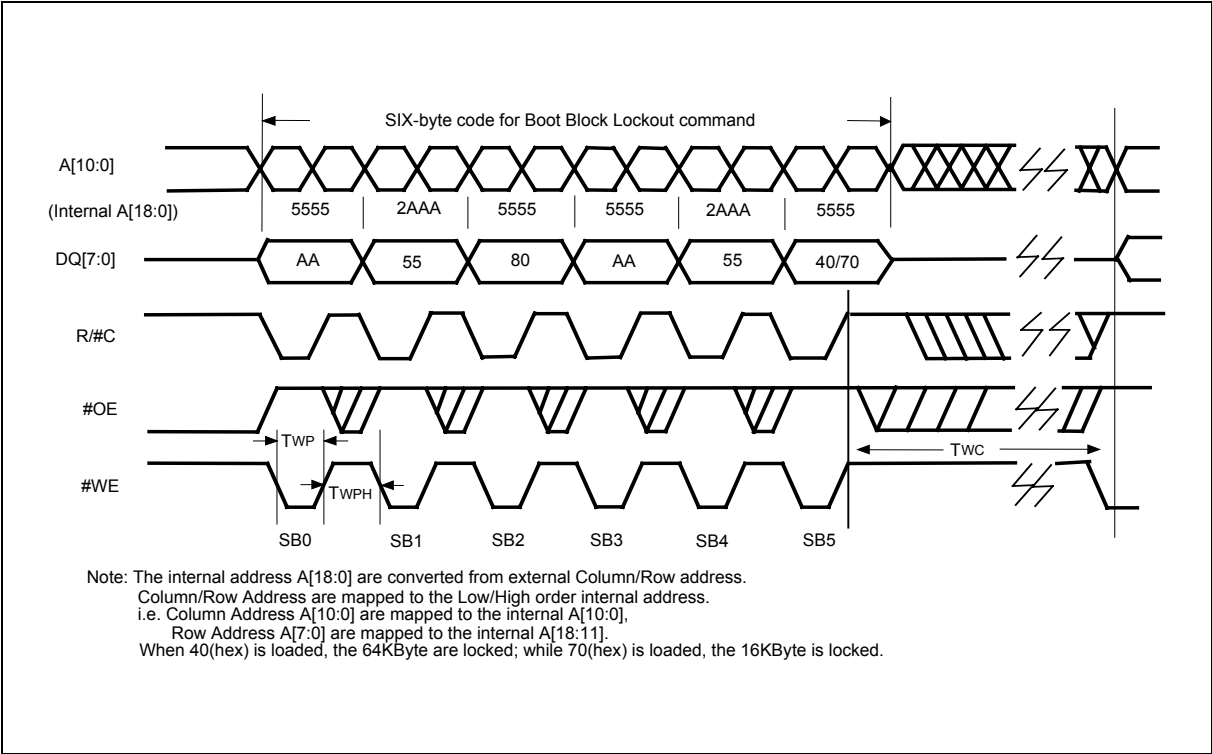 SIX-byte code for Boot Block Lockout command
A[10:0]
(Internal A[18:0])
5555 2AAA 5555 5555 2AAA 5555
DQ[7:0]
AA 55 80 AA 55 40/70
R/#C
#OE
TWP
TWC
#WE
TWPH
SB0 SB1 SB2 SB3 SB4 SB5
Note: The internal address A[18:0] are converted from external Column/Row address.
Column/Row Address are mapped to the Low/High order internal address.
i.e. Column Address A[10:0] are mapped to the internal A[10:0],
Row Address A[7:0] are mapped to the internal A[18:11].
When 40(hex) is loaded, the 64KByte are locked; while 70(hex) is loaded, the 16KByte is locked.